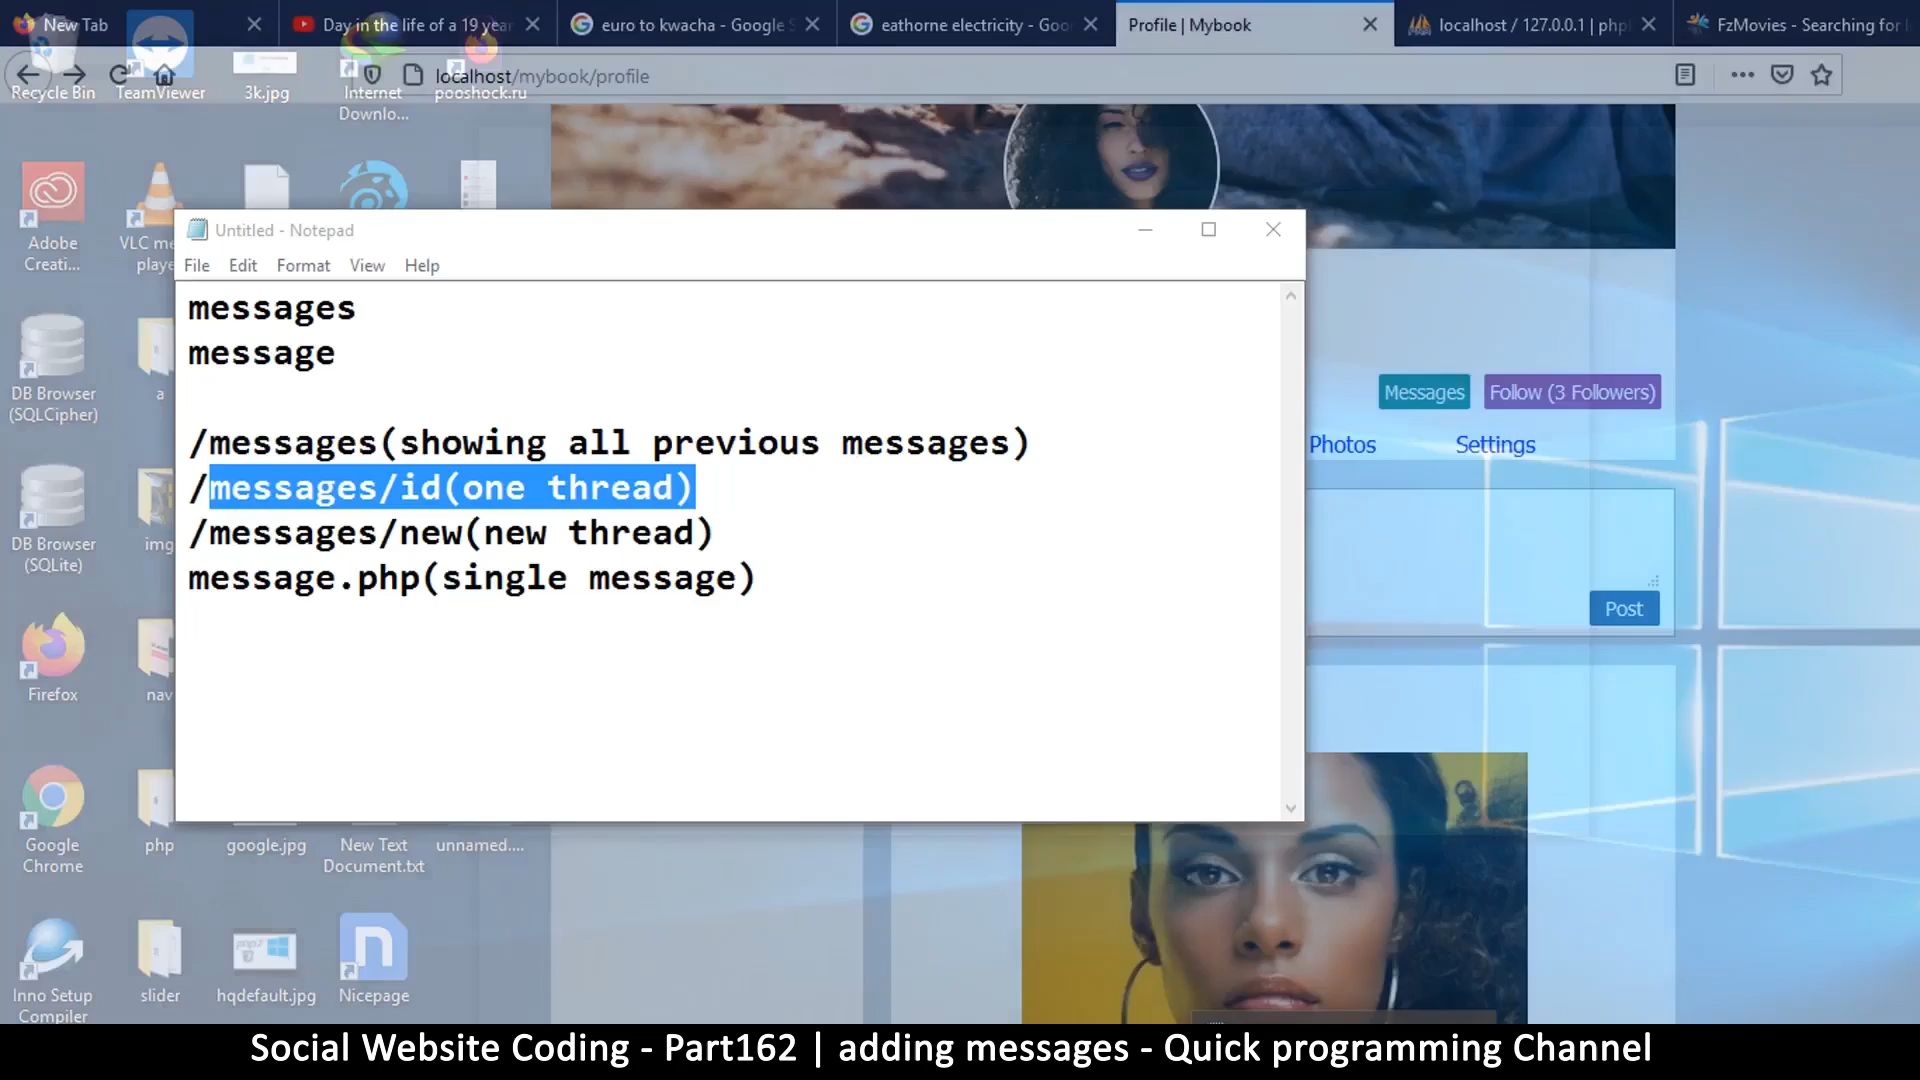 New Tab
Day in the life of a 19 year
euro to kwacha - Google S
eathorne electricity - Goo
Profile | Mybook
localhost / 127.0.0.1 | php
FzMovies - Searching for
localhost/mybook/profile
Recycle Bin
TeamViewer
3k.jpg
Internet
Downlo...
pooshock.ru
Adobe
Creati...
VLC me
playe
DB Browser
(SQLCipher)
a
DB Browser
(SQLite)
img
Firefox
nav
Google
Chrome
php
google.jpg
New Text
Document.txt
unnamed....
Inno Setup
Compiler
slider
hqdefault.jpg
Nicepage
Untitled - Notepad
File Edit Format View Help
messages
message
/messages(showing all previous messages)
/messages/id(one thread)
/messages/new(new thread)
message.php(single message)
Messages
Follow (3 Followers)
Photos
Settings
Post
Social Website Coding - Part162 | adding messages - Quick programming Channel